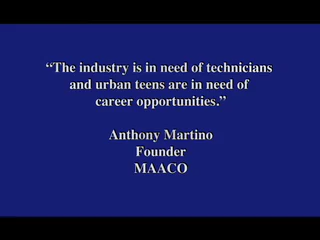 “The industry is in need of technicians
and urban teens are in need of
career opportunities.”
Anthony Martino
Founder
MAACO